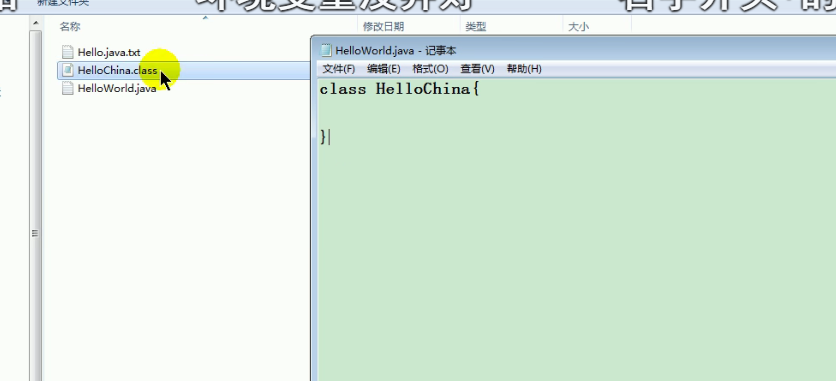 新建文件夹
名称
修改日期
类型
大小
Hello.java.txt
HelloChina.class
HelloWorld.java
HelloWorld.java - 记事本
文件(F) 编辑(E) 格式(O) 查看(V) 帮助(H)
class HelloChina{
}